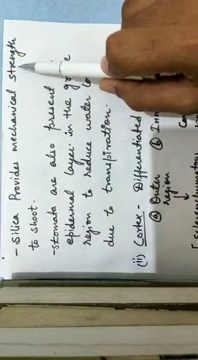 - Silica Provides mechanical strength
to shoot.
- stomata are also present
epidermal layer in the
region to reduce water
due to transpiration.
(ii) Cortex - Differentiated
(a) Outer (b) Inn
region